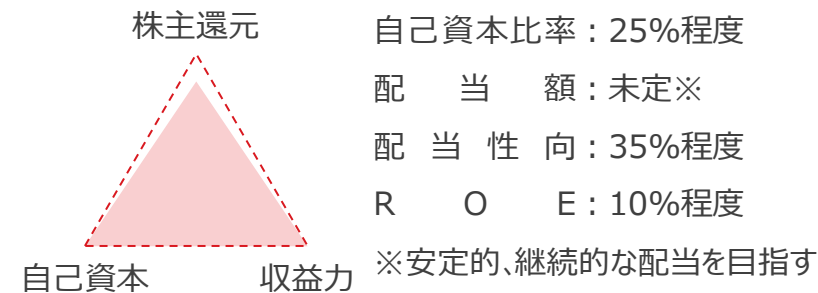 株主還元
自己資本
収益力
自己資本比率：25%程度
配当額：未定※
配当性向：35%程度
ROE：10%程度
※安定的、継続的な配当を目指す